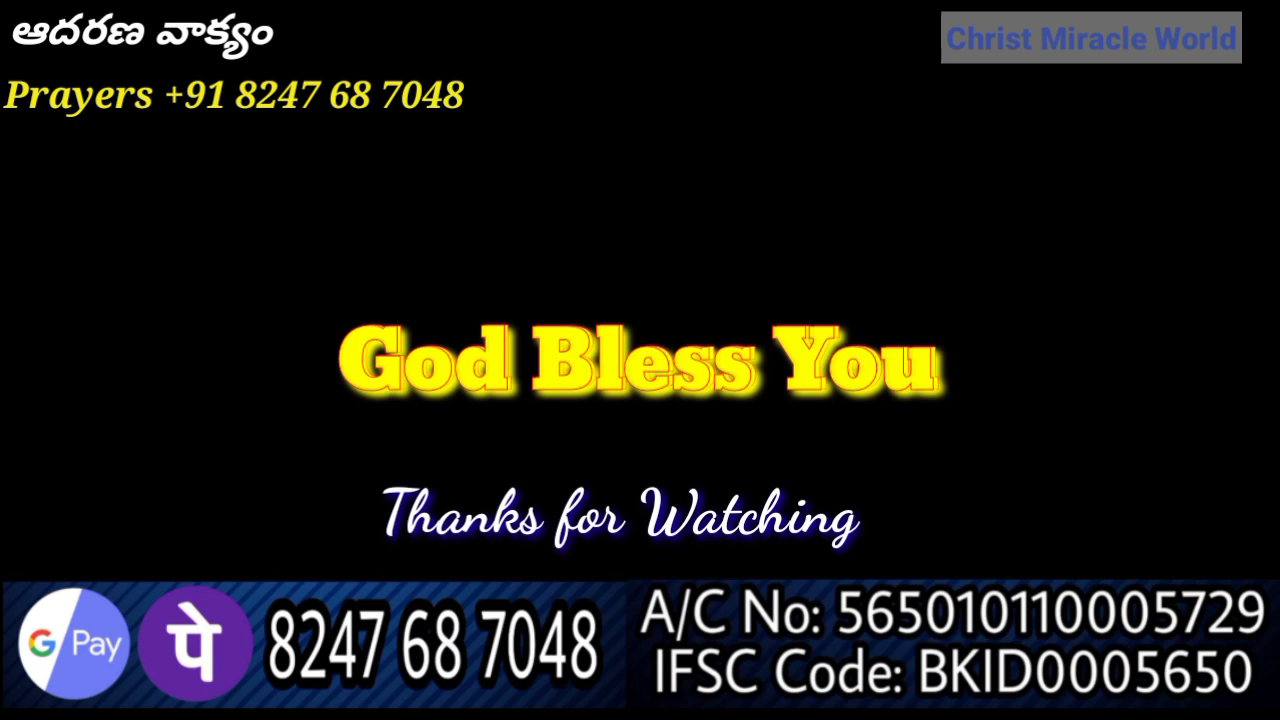 ఆదరణ వాక్యం
Christ Miracle World
Prayers +91 8247 68 7048
God Bless You
Thanks for Watching
G Pay
पे
8247 68 7048
A/C No: 565010110005729
IFSC Code: BKID0005650